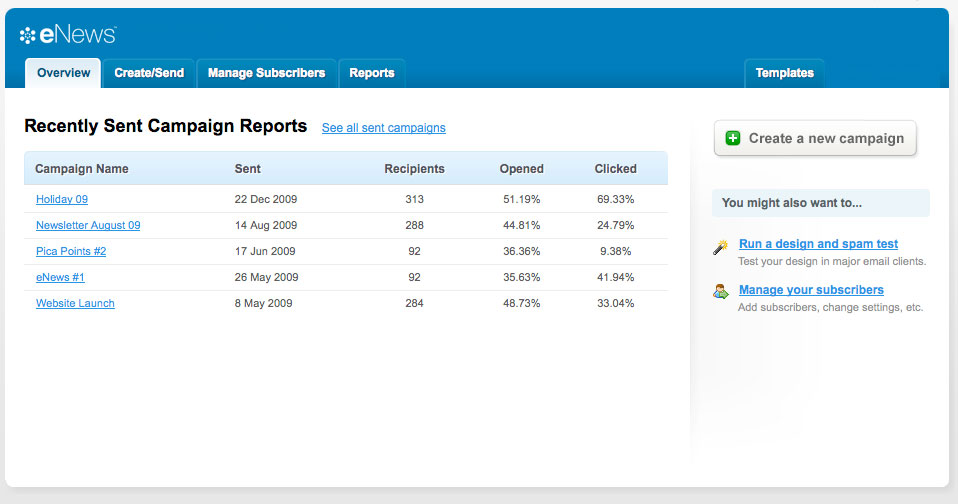 eNews™
Overview Create/Send Manage Subscribers Reports Templates
Recently Sent Campaign Reports See all sent campaigns
Campaign Name Sent Recipients Opened Clicked
Holiday 09 22 Dec 2009 313 51.19% 69.33%
Newsletter August 09 14 Aug 2009 288 44.81% 24.79%
Pica Points #2 17 Jun 2009 92 36.36% 9.38%
eNews #1 26 May 2009 92 35.63% 41.94%
Website Launch 8 May 2009 284 48.73% 33.04%
Create a new campaign
You might also want to...
Run a design and spam test
Test your design in major email clients.
Manage your subscribers
Add subscribers, change settings, etc.